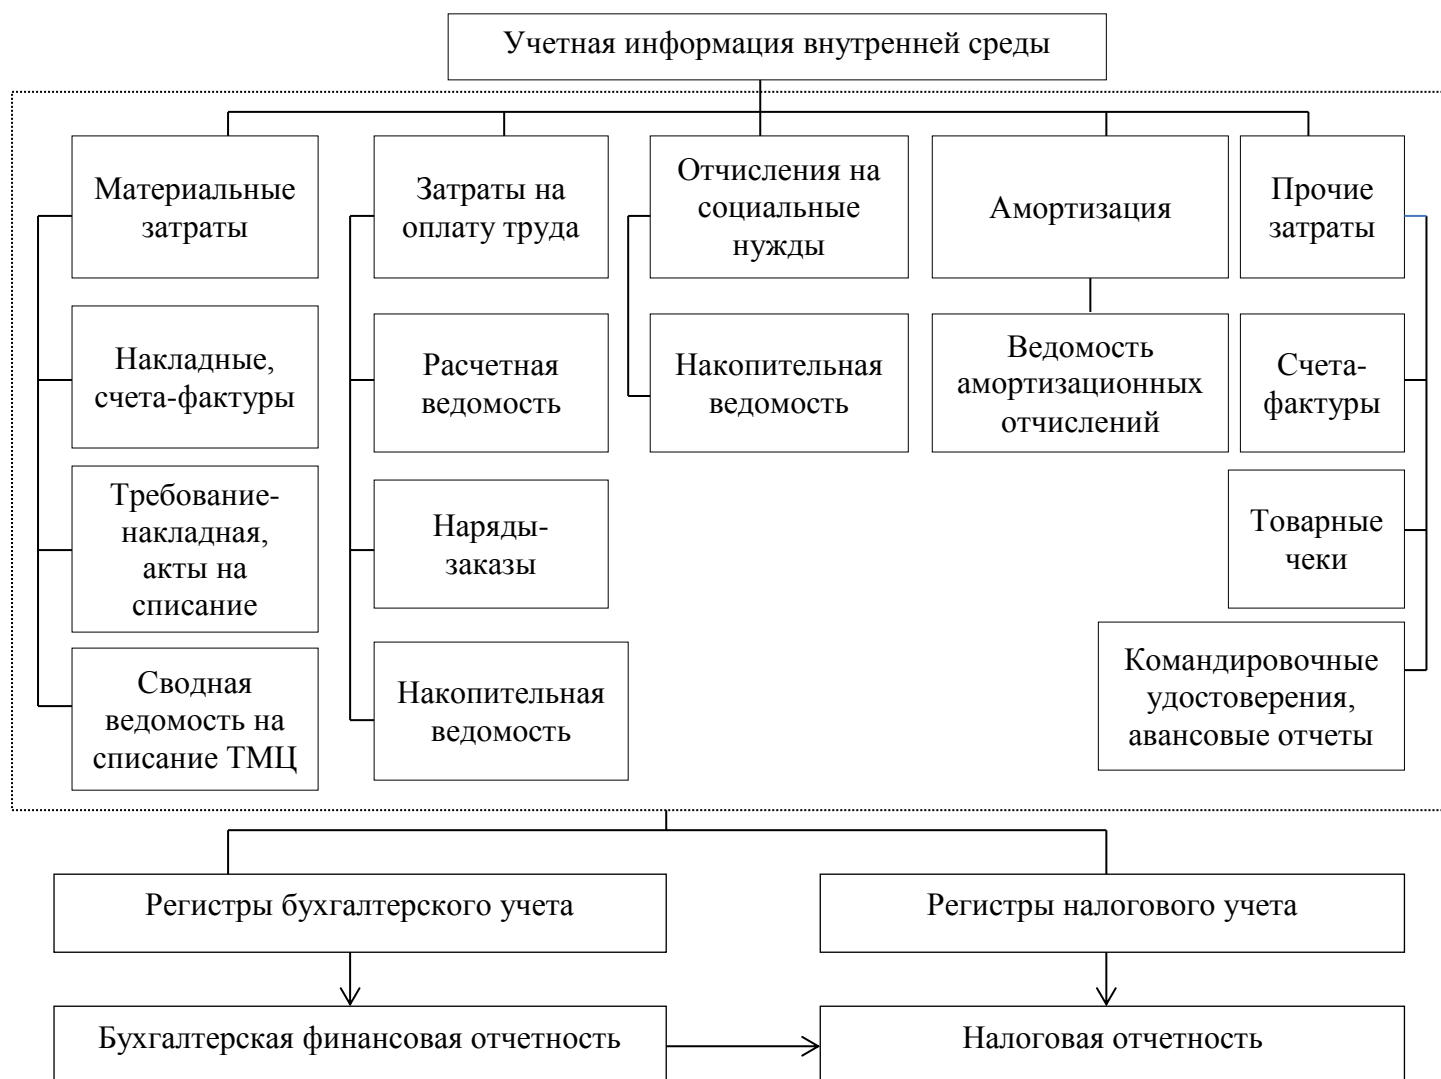 Учетная информация внутренней среды
Материальные
затраты
Затраты на
оплату труда
Отчисления на
социальные
нужды
Амортизация
Прочие
затраты
Накладные,
счета-фактуры
Расчетная
ведомость
Накопительная
ведомость
Ведомость
амортизационных
отчислений
Счета-
фактуры
Требование-
накладная,
акты на
списание
Наряды-
заказы
Товарные
чеки
Сводная
ведомость на
списание ТМЦ
Накопительная
ведомость
Командировочные
удостоверения,
авансовые отчеты
Регистры бухгалтерского учета
Регистры налогового учета
Бухгалтерская финансовая отчетность
Налоговая отчетность